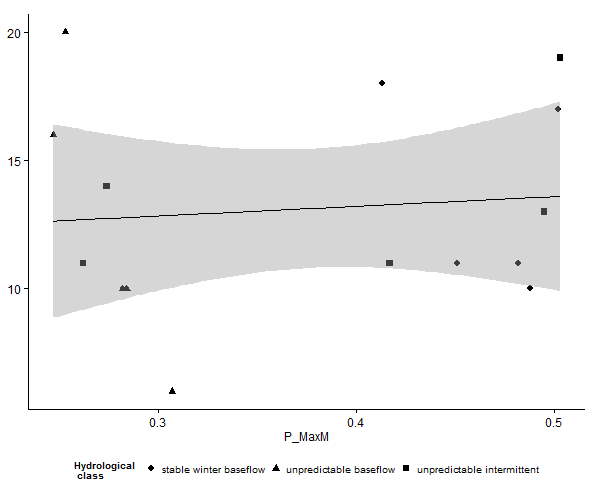 20
15
10
0.3 0.4 0.5
P_MaxM
Hydrological
class
stable winter baseflow unpredictable baseflow unpredictable intermittent